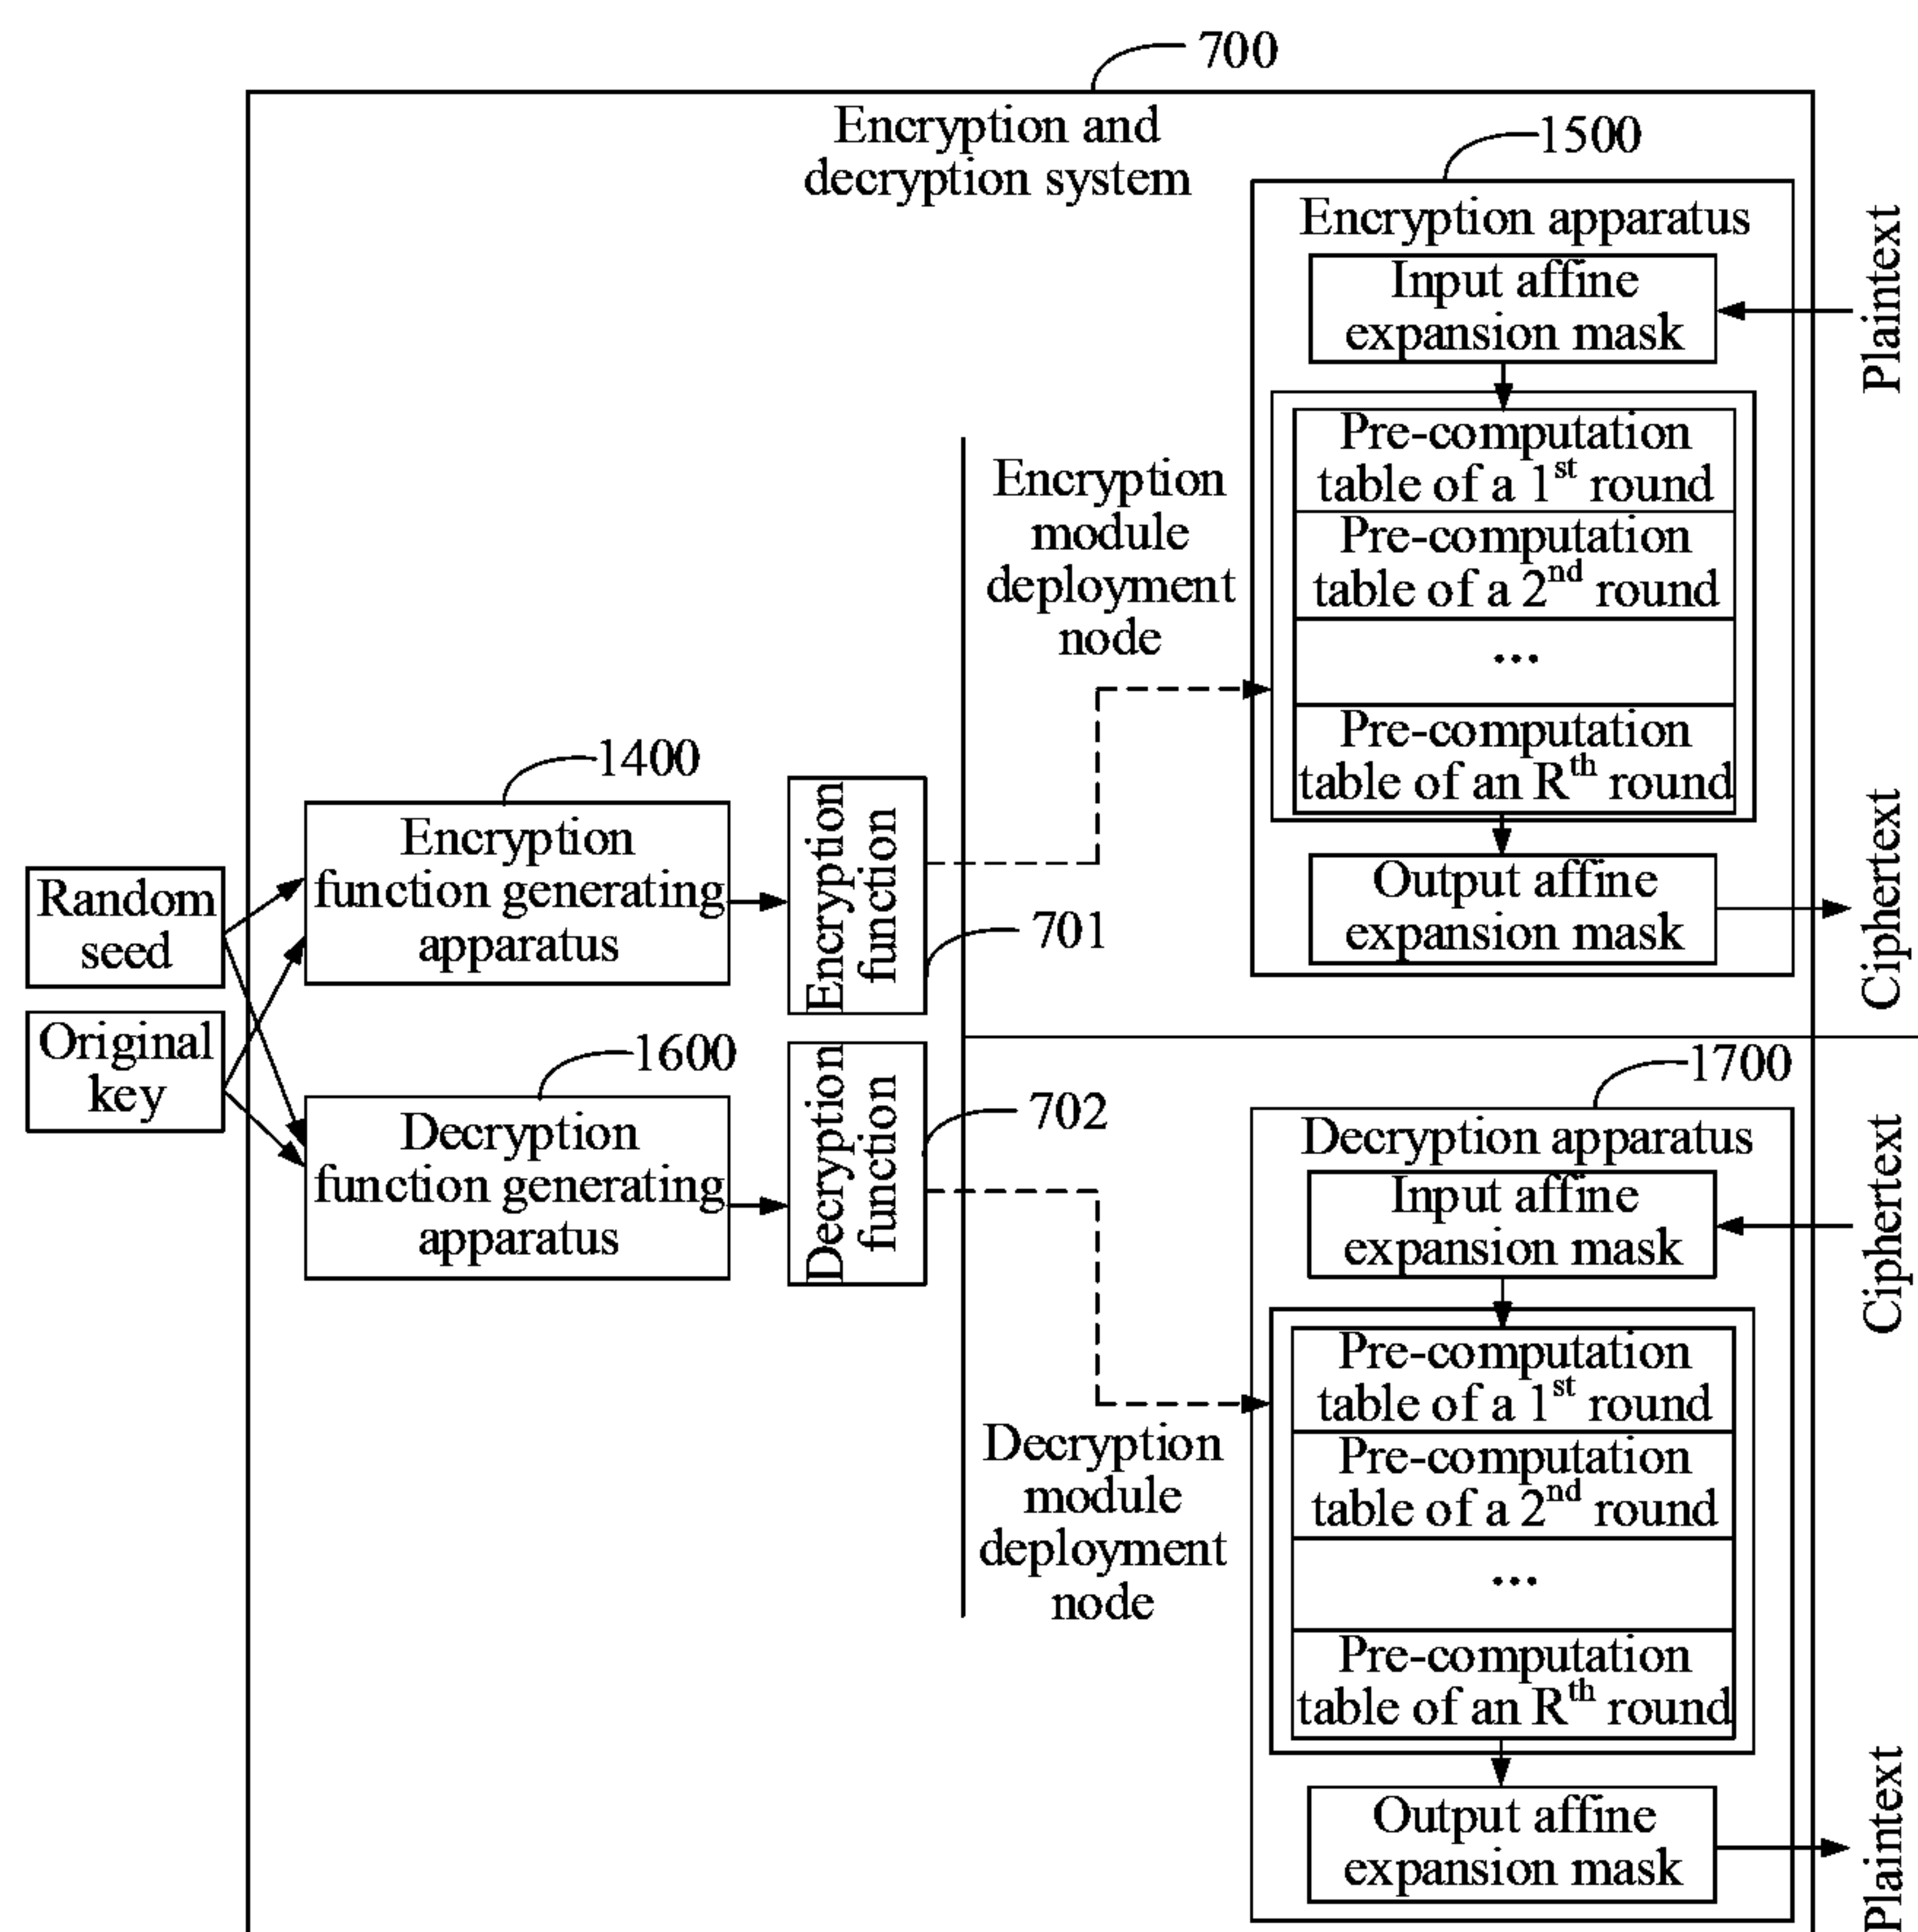 700
Encryption and
decryption system
1500
Encryption apparatus
Input affine
expansion mask
Plaintext
Pre-computation
table of a 1st round
Pre-computation
table of a 2nd round
...
Pre-computation
table of an Rth round
Output affine
expansion mask
Ciphertext
Encryption
module
deployment
node
1400
Encryption
function generating
apparatus
Encryption
function
701
Random
seed
Original
key
1600
Decryption
function generating
apparatus
Decryption
function
702
1700
Decryption apparatus
Input affine
expansion mask
Ciphertext
Pre-computation
table of a 1st round
Pre-computation
table of a 2nd round
...
Pre-computation
table of an Rth round
Decryption
module
deployment
node
Output affine
expansion mask
Plaintext